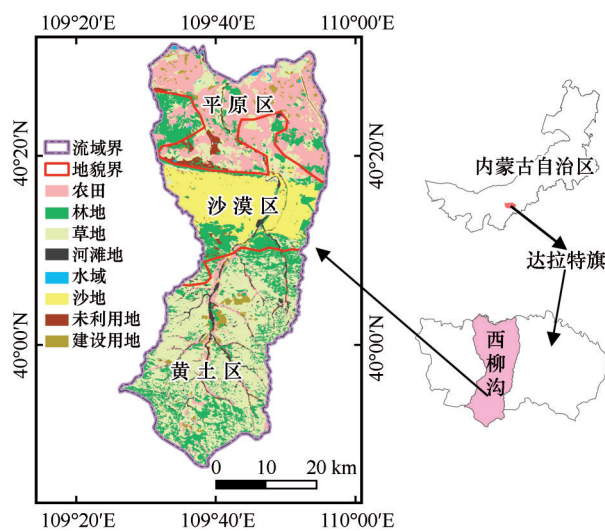 109°20′E 109°40′E 110°00′E
40°20′N
40°00′N
平原区
沙漠区
黄土区
流域界
地貌界
农田
林地
草地
河滩地
水域
沙地
未利用地
建设用地
0 10 20 km
109°20′E 109°40′E 110°00′E
40°20′N
40°00′N
内蒙古自治区
达拉特旗
西柳沟